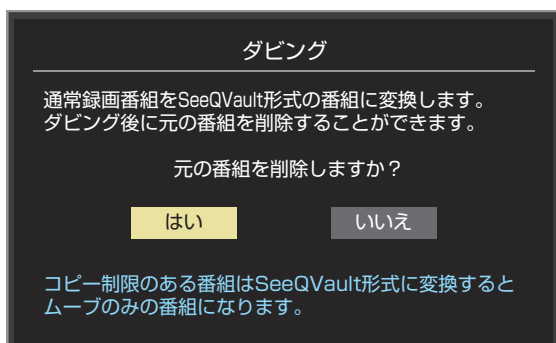 ダビング
通常録画番組をSeeQVault形式の番組に変換します。
ダビング後に元の番組を削除することができます。
元の番組を削除しますか？
はい
いいえ
コピー制限のある番組はSeeQVault形式に変換すると
ムーブのみの番組になります。